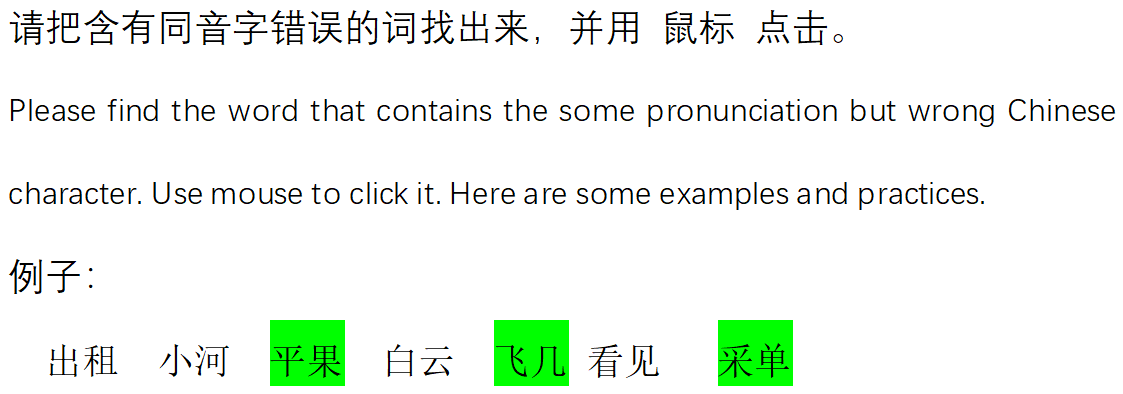 请把含有同音字错误的词找出来，并用 鼠标 点击。
Please find the word that contains the some pronunciation but wrong Chinese
character. Use mouse to click it. Here are some examples and practices.
例子：
出租 小河 平果 白云 飞几 看见 采单